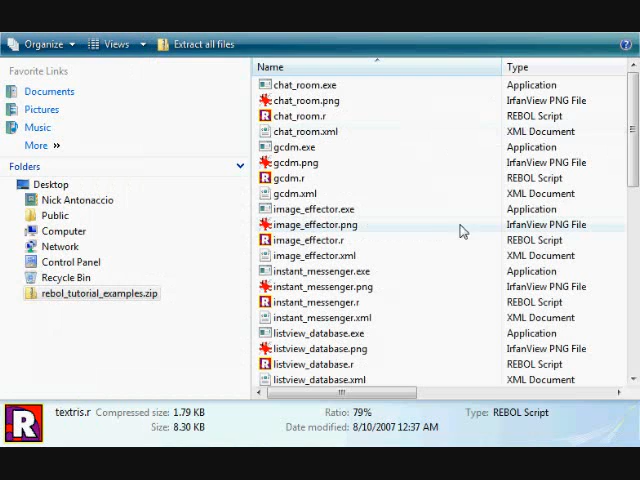 Organize Views Extract all files
Favorite Links
Documents
Pictures
Music
More »
Folders
Desktop
Nick Antonaccio
Public
Computer
Network
Control Panel
Recycle Bin
rebol_tutorial_examples.zip
Name Type
chat_room.exe Application
chat_room.png IrfanView PNG File
chat_room.r REBOL Script
chat_room.xml XML Document
gcdm.exe Application
gcdm.png IrfanView PNG File
gcdm.r REBOL Script
gcdm.xml XML Document
image_effector.exe Application
image_effector.png IrfanView PNG File
image_effector.r REBOL Script
image_effector.xml XML Document
instant_messenger.exe Application
instant_messenger.png IrfanView PNG File
instant_messenger.r REBOL Script
instant_messenger.xml XML Document
listview_database.exe Application
listview_database.png IrfanView PNG File
listview_database.r REBOL Script
listview_database.xml XML Document
R textris.r Compressed size: 1.79 KB Ratio: 79% Type: REBOL Script
Size: 8.30 KB Date modified: 8/10/2007 12:37 AM